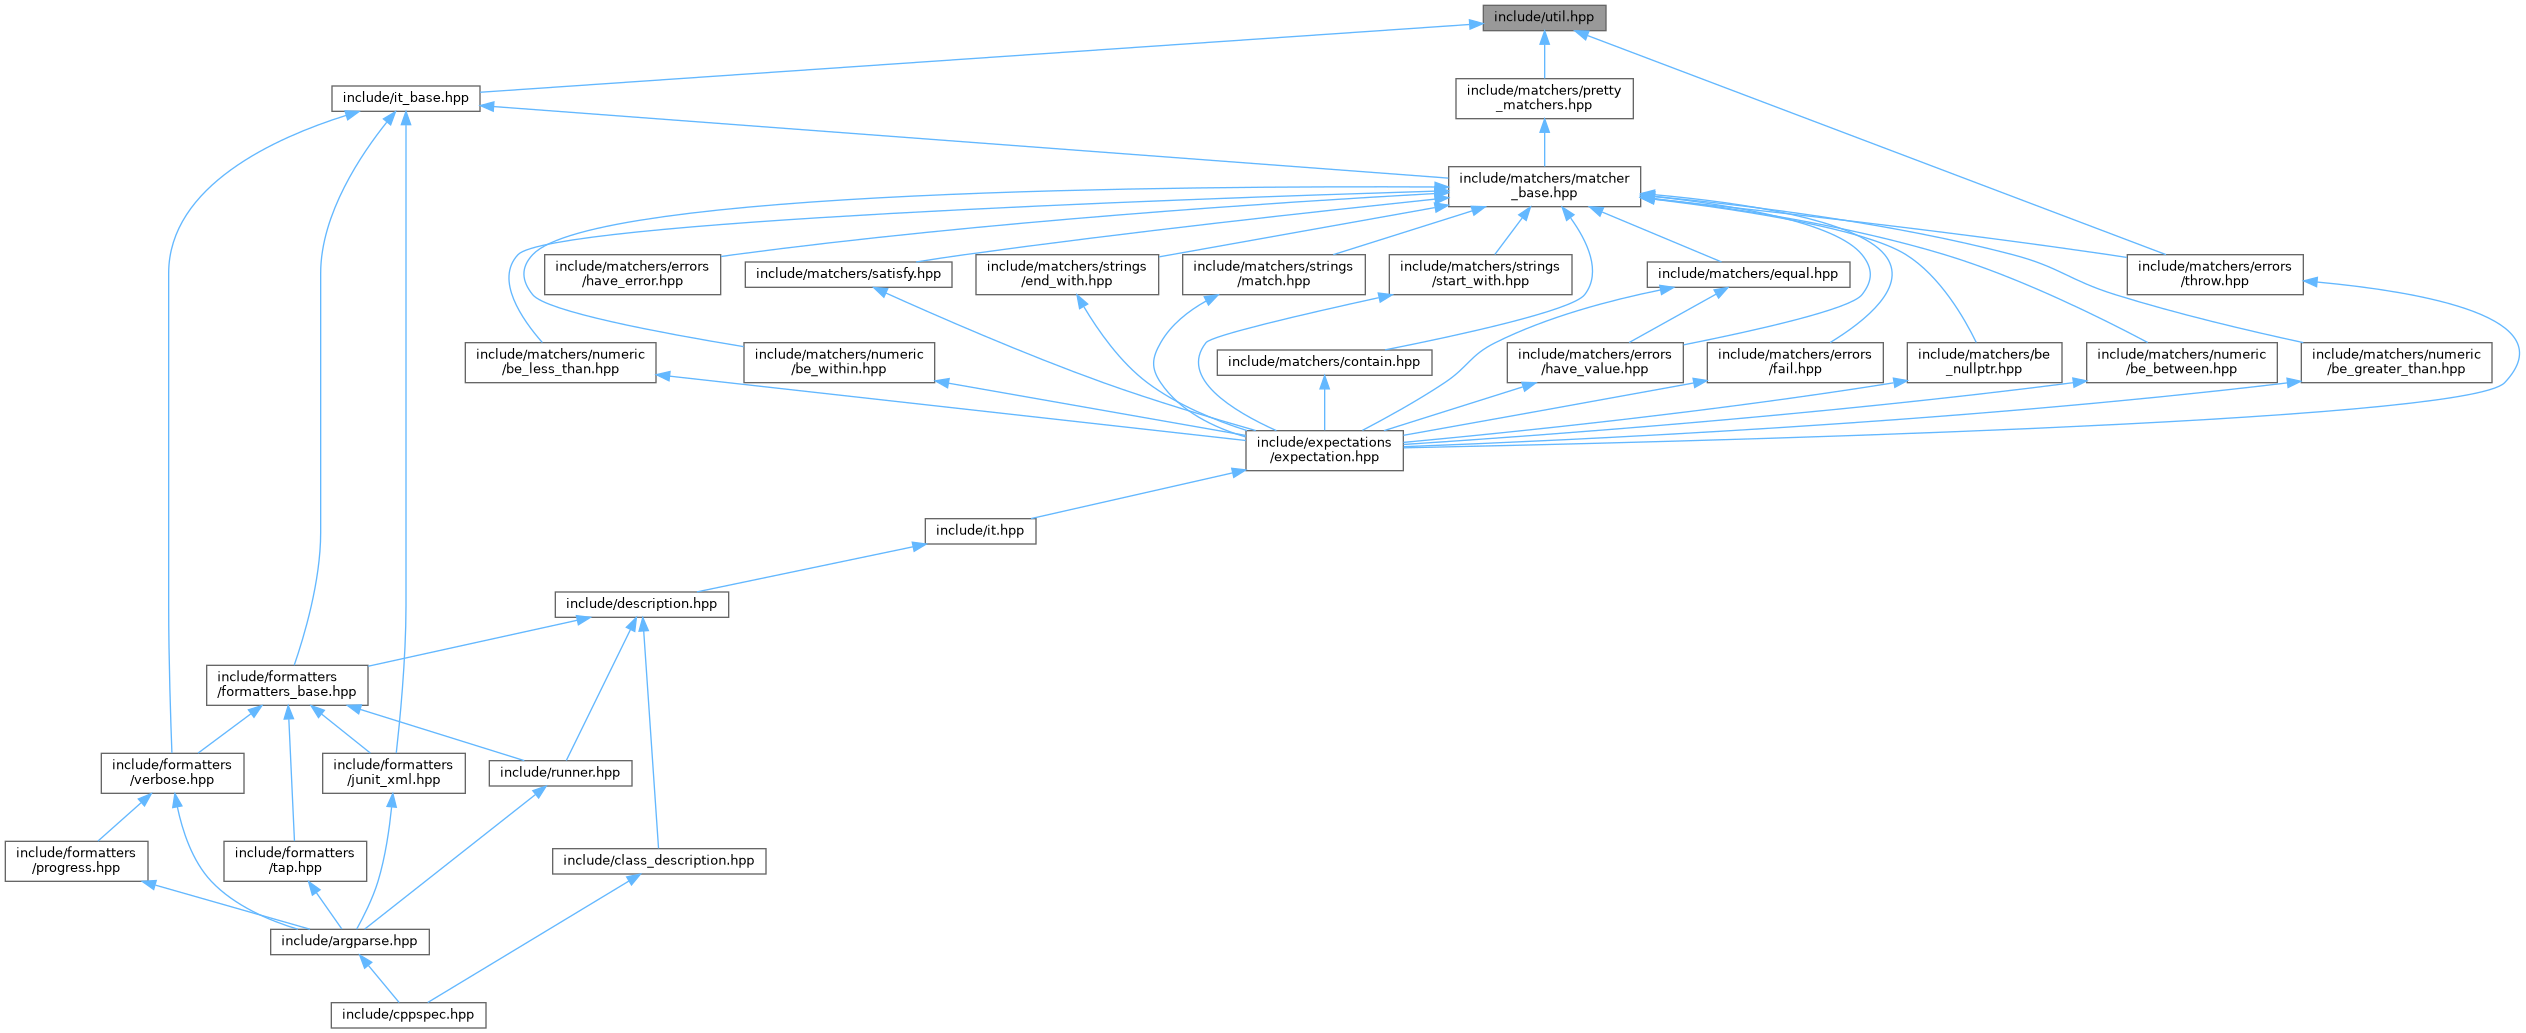 include/util.hpp
include/it_base.hpp
include/matchers/pretty
_matchers.hpp
include/matchers/matcher
_base.hpp
include/matchers/errors
/have_error.hpp
include/matchers/satisfy.hpp
include/matchers/strings
/end_with.hpp
include/matchers/strings
/match.hpp
include/matchers/strings
/start_with.hpp
include/matchers/equal.hpp
include/matchers/errors
/throw.hpp
include/matchers/numeric
/be_less_than.hpp
include/matchers/numeric
/be_within.hpp
include/matchers/contain.hpp
include/matchers/errors
/have_value.hpp
include/matchers/errors
/fail.hpp
include/matchers/be
_nullptr.hpp
include/matchers/numeric
/be_between.hpp
include/matchers/numeric
/be_greater_than.hpp
include/expectations
/expectation.hpp
include/it.hpp
include/description.hpp
include/formatters
/formatters_base.hpp
include/formatters
/verbose.hpp
include/formatters
/junit_xml.hpp
include/runner.hpp
include/formatters
/progress.hpp
include/formatters
/tap.hpp
include/class_description.hpp
include/argparse.hpp
include/cppspec.hpp